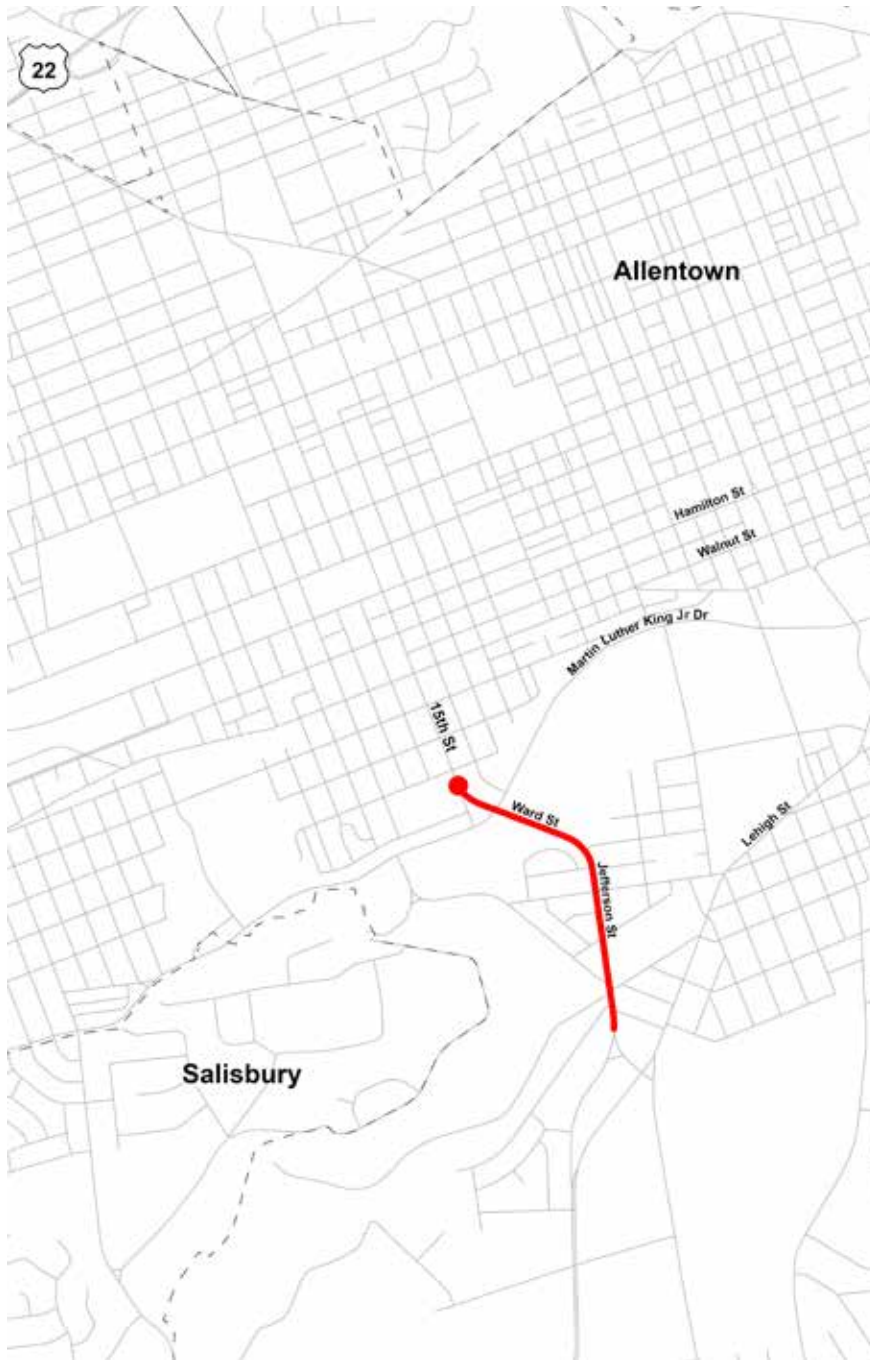 22
Allentown
Hamilton St
Walnut St
Martin Luther King Jr Dr
15th St
Ward St
Lehigh St
Jefferson St
Salisbury